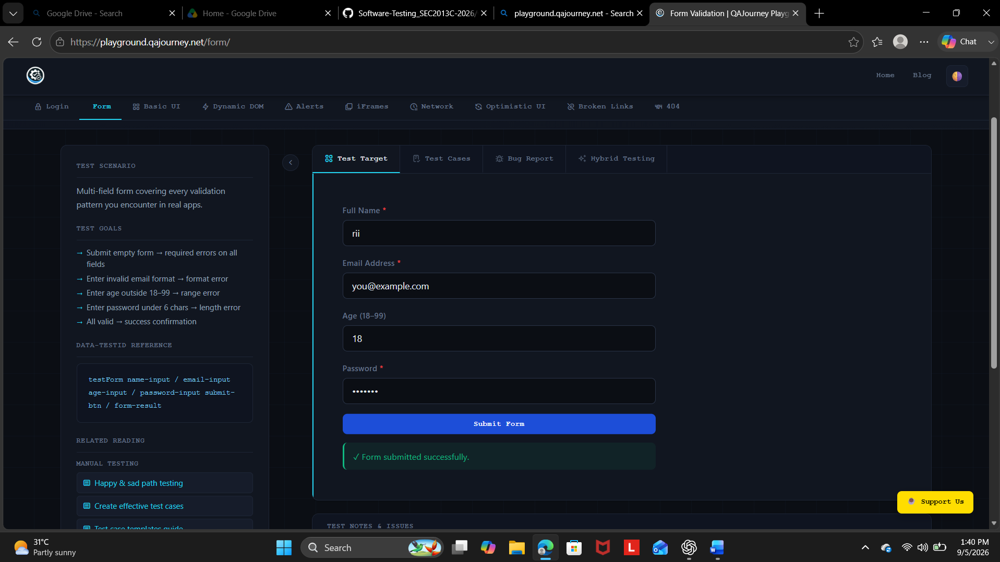 Google Drive - Search
Home - Google Drive
Software-Testing_SEC2013C-2026/
playground.qajourney.net - Search
Form Validation | QAJourney Playg
https://playground.qajourney.net/form/
Chat
Home
Blog
Login
Form
Basic UI
Dynamic DOM
Alerts
iFrames
Network
Optimistic UI
Broken Links
404 404
TEST SCENARIO
Multi-field form covering every validation
pattern you encounter in real apps.
TEST GOALS
→ Submit empty form → required errors on all
fields
→ Enter invalid email format → format error
→ Enter age outside 18–99 → range error
→ Enter password under 6 chars → length error
→ All valid → success confirmation
DATA-TESTID REFERENCE
testForm name-input / email-input
age-input / password-input submit-
btn / form-result
RELATED READING
MANUAL TESTING
Happy & sad path testing
Create effective test cases
Test case templates guide
Test Target
Test Cases
Bug Report
Hybrid Testing
Full Name *
rii
Email Address *
you@example.com
Age (18–99)
18
Password *
•••••••
Submit Form
✓ Form submitted successfully.
Support Us
TEST NOTES & ISSUES
31°C
Partly sunny
Search
L
1:40 PM
9/5/2026